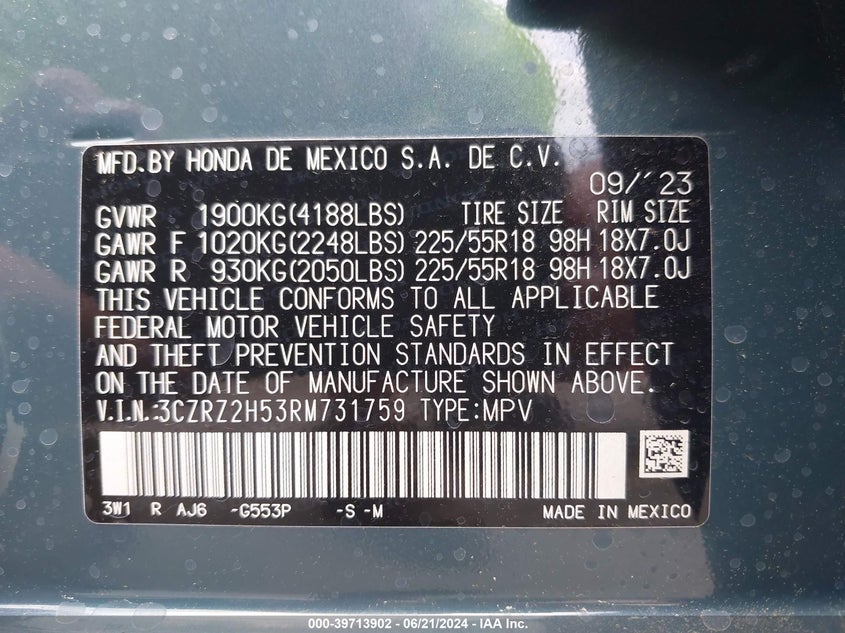 MFD.BY HONDA DE MEXICO S.A. DE C.V.
09/´23
GVWR 1900KG(4188LBS) TIRE SIZE RIM SIZE
GAWR F 1020KG(2248LBS) 225/55R18 98H 18X7.0J
GAWR R 930KG(2050LBS) 225/55R18 98H 18X7.0J
THIS VEHICLE CONFORMS TO ALL APPLICABLE
FEDERAL MOTOR VEHICLE SAFETY
AND THEFT PREVENTION STANDARDS IN EFFECT
ON THE DATE OF MANUFACTURE SHOWN ABOVE.
V.I.N.:3CZRZ2H53RM731759 TYPE:MPV
3W1 R AJ6 -G553P -S -M MADE IN MEXICO
000-39713902 - 06/21/2024 - IAA Inc.